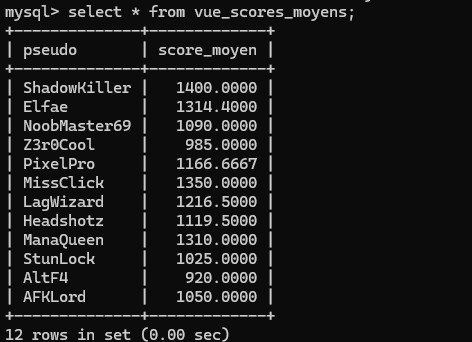 mysql> select * from vue_scores_moyens;
+--------------+-------------+
| pseudo       | score_moyen |
+--------------+-------------+
| ShadowKiller |   1400.0000 |
| Elfae        |   1314.4000 |
| NoobMaster69 |   1090.0000 |
| Z3r0Cool     |    985.0000 |
| PixelPro     |   1166.6667 |
| MissClick    |   1350.0000 |
| LagWizard    |   1216.5000 |
| Headshotz    |   1119.5000 |
| ManaQueen    |   1310.0000 |
| StunLock     |   1025.0000 |
| AltF4        |    920.0000 |
| AFKLord      |   1050.0000 |
+--------------+-------------+
12 rows in set (0.00 sec)